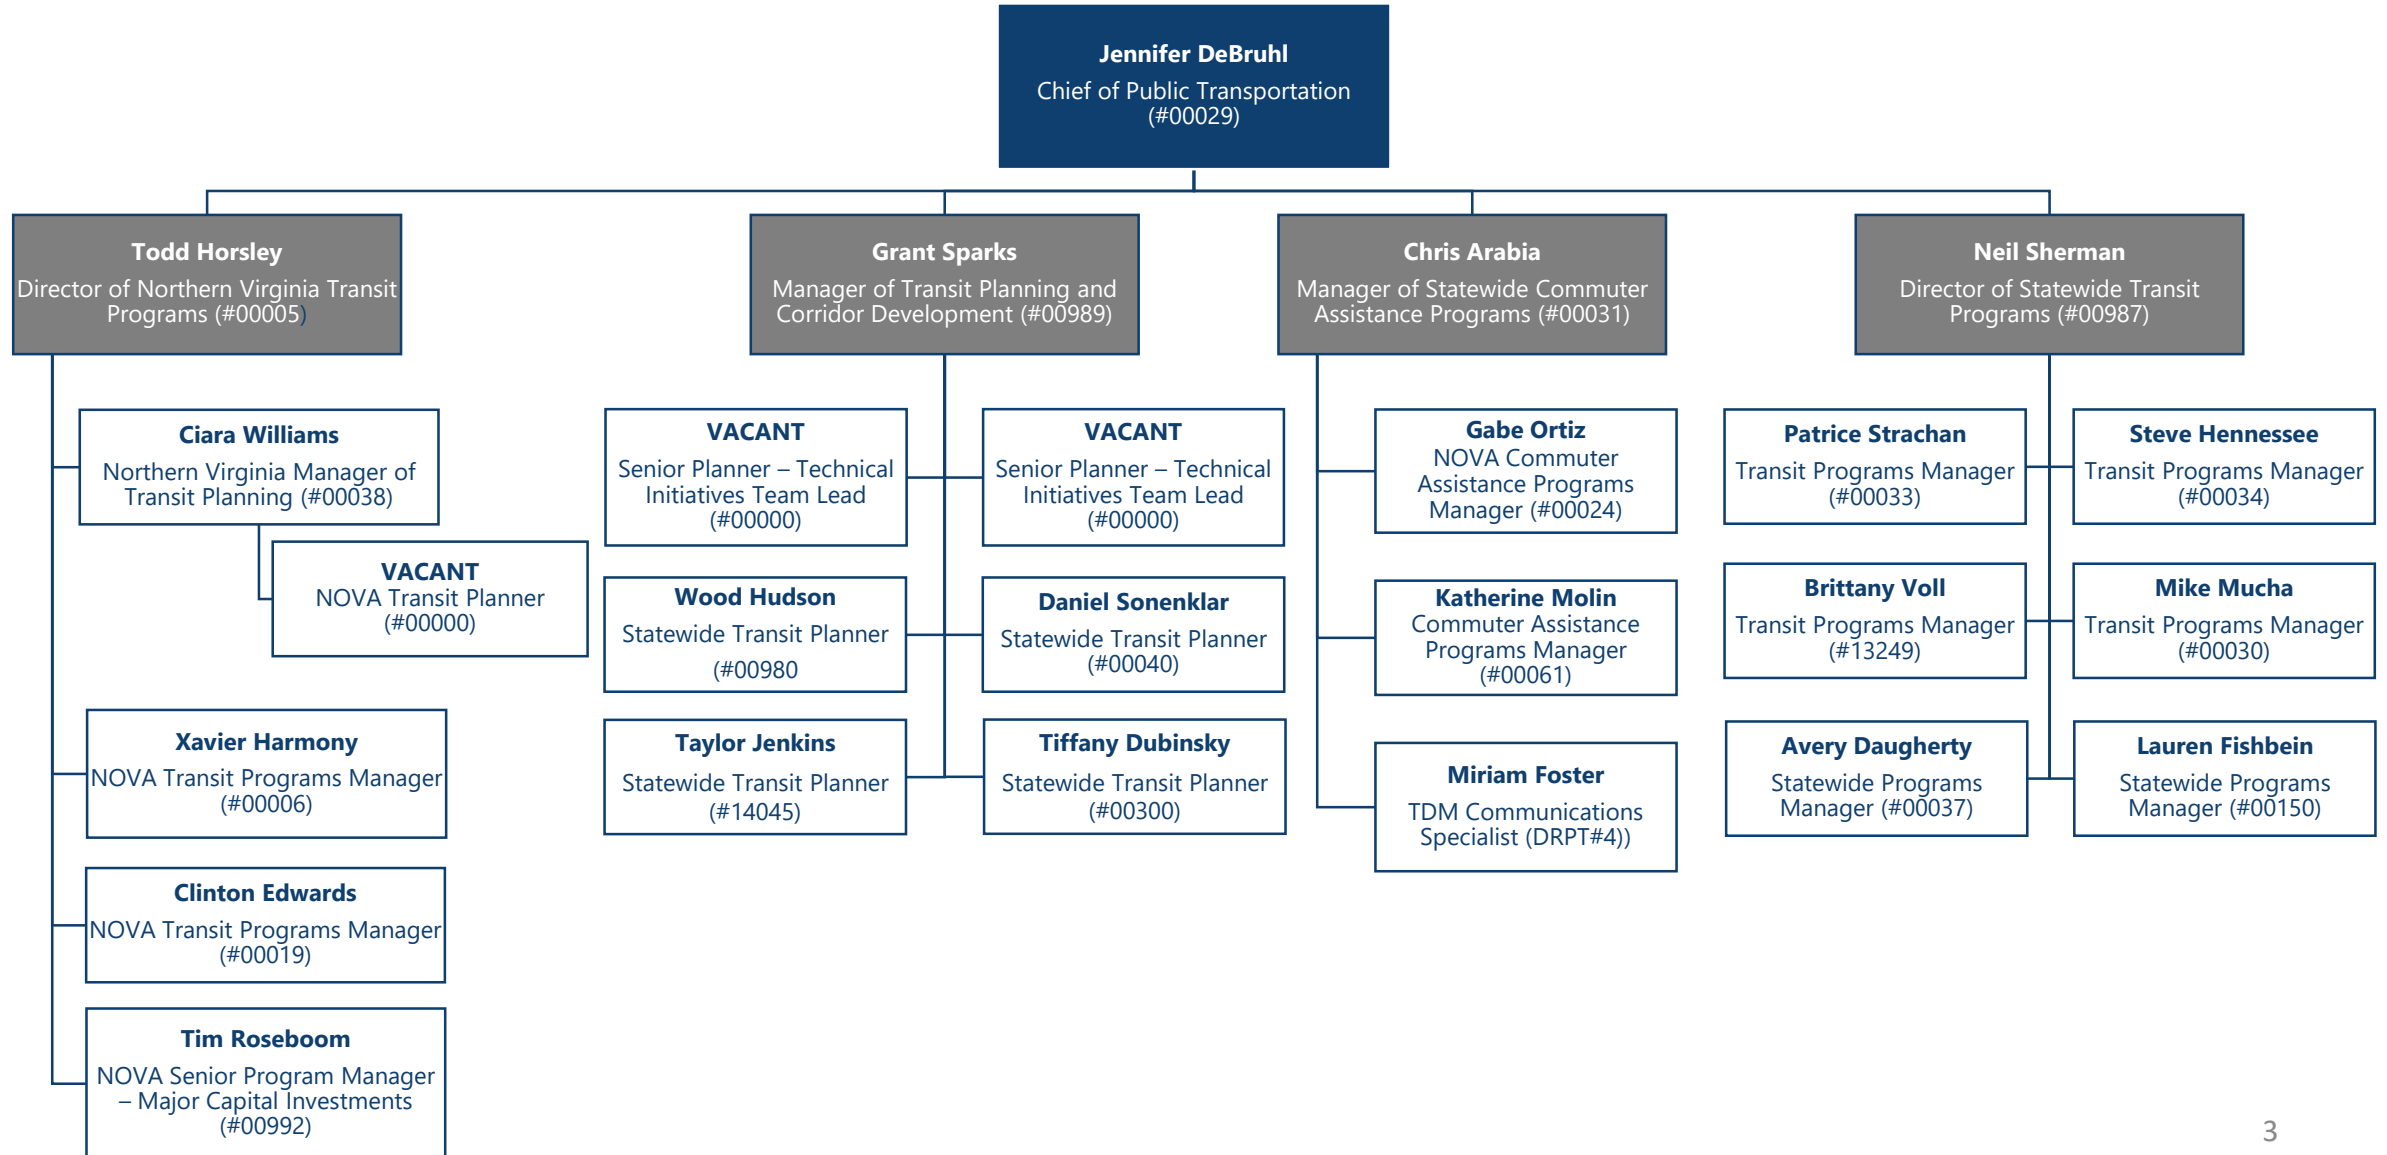 Jennifer DeBruhl
Chief of Public Transportation
(#00029)
Todd Horsley
Director of Northern Virginia Transit
Programs (#00005)
Grant Sparks
Manager of Transit Planning and
Corridor Development (#00989)
Chris Arabia
Manager of Statewide Commuter
Assistance Programs (#00031)
Neil Sherman
Director of Statewide Transit
Programs (#00987)
Ciara Williams
Northern Virginia Manager of
Transit Planning (#00038)
VACANT
NOVA Transit Planner
(#00000)
Xavier Harmony
NOVA Transit Programs Manager
(#00006)
Clinton Edwards
NOVA Transit Programs Manager
(#00019)
Tim Roseboom
NOVA Senior Program Manager
– Major Capital Investments
(#00992)
VACANT
Senior Planner – Technical
Initiatives Team Lead
(#00000)
VACANT
Senior Planner – Technical
Initiatives Team Lead
(#00000)
Wood Hudson
Statewide Transit Planner
(#00980
Daniel Sonenklar
Statewide Transit Planner
(#00040)
Taylor Jenkins
Statewide Transit Planner
(#14045)
Tiffany Dubinsky
Statewide Transit Planner
(#00300)
Gabe Ortiz
NOVA Commuter
Assistance Programs
Manager (#00024)
Katherine Molin
Commuter Assistance
Programs Manager
(#00061)
Miriam Foster
TDM Communications
Specialist (DRPT#4))
Patrice Strachan
Transit Programs Manager
(#00033)
Steve Hennessee
Transit Programs Manager
(#00034)
Brittany Voll
Transit Programs Manager
(#13249)
Mike Mucha
Transit Programs Manager
(#00030)
Avery Daugherty
Statewide Programs
Manager (#00037)
Lauren Fishbein
Statewide Programs
Manager (#00150)
3